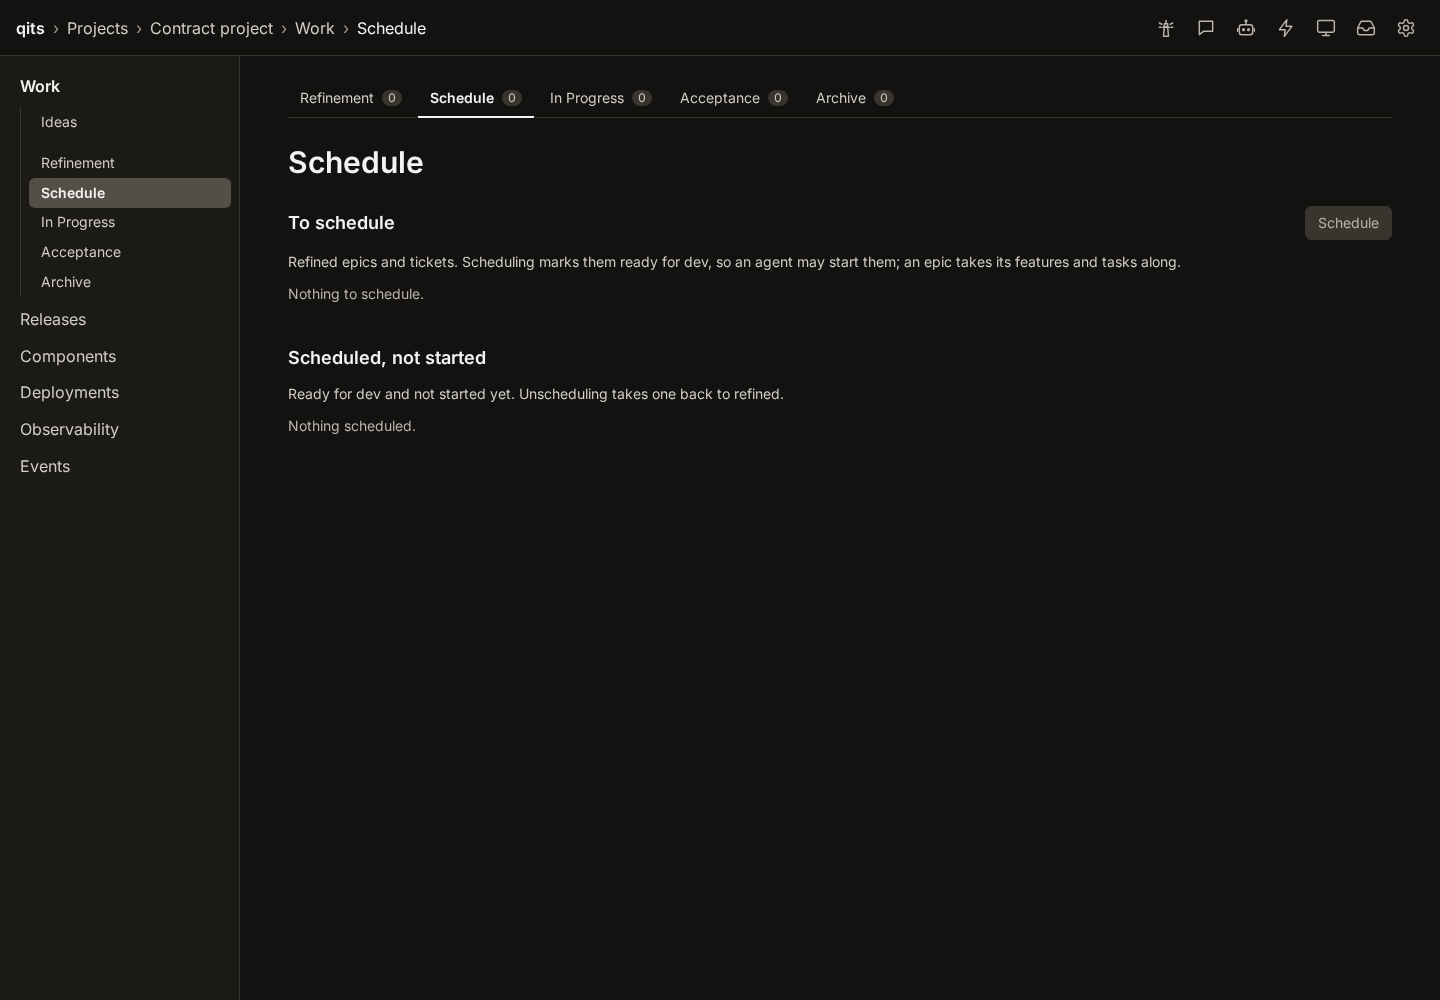 qits › Projects › Contract project › Work › Schedule
Work
Ideas
Refinement
Schedule
In Progress
Acceptance
Archive
Releases
Components
Deployments
Observability
Events
Refinement 0 Schedule 0 In Progress 0 Acceptance 0 Archive 0
Schedule
To schedule
Schedule
Refined epics and tickets. Scheduling marks them ready for dev, so an agent may start them; an epic takes its features and tasks along.
Nothing to schedule.
Scheduled, not started
Ready for dev and not started yet. Unscheduling takes one back to refined.
Nothing scheduled.